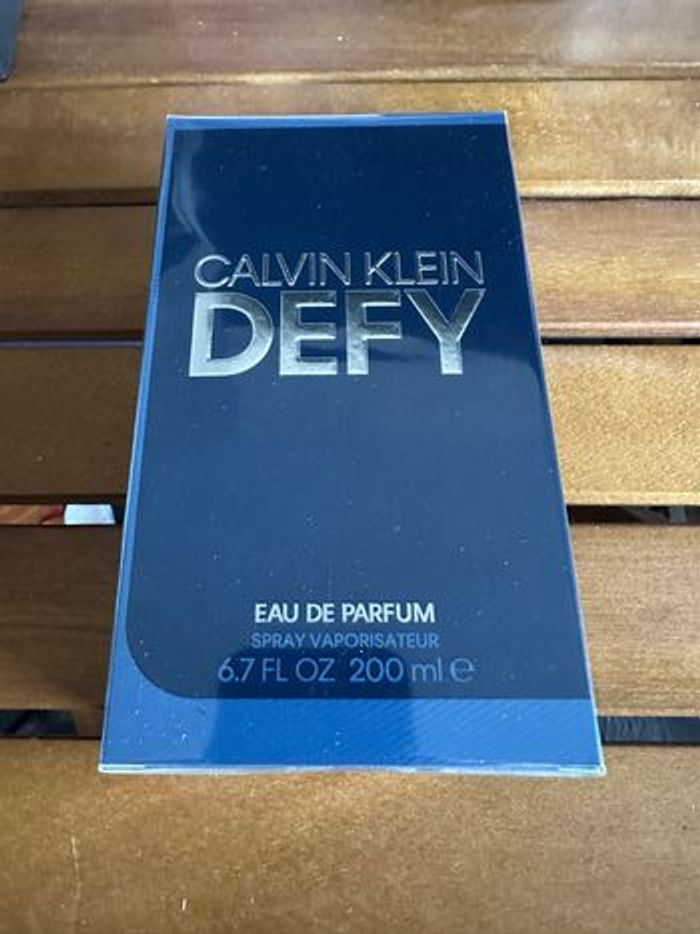 CALVIN KLEIN
DEFY
EAU DE PARFUM
SPRAY VAPORISATEUR
6.7 FL OZ 200 ml ℮